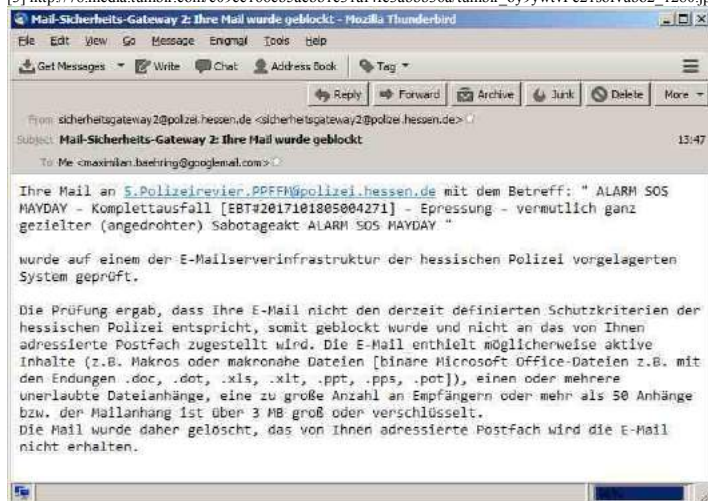 [5] http://
Mail-Sicherheits-Gateway 2: Ihre Mail wurde geblockt - Mozilla Thunderbird
File Edit View Go Message Enigmail Tools Help
Get Messages Write Chat Address Book Tag
Reply Forward Archive Junk Delete More
From sicherheitsgateway2@polizei.hessen.de <sicherheitsgateway2@polizei.hessen.de>
Subject Mail-Sicherheits-Gateway 2: Ihre Mail wurde geblockt 13:47
To Me <maximilian.baehring@googlemail.com>
Ihre Mail an 5.Polizeirevier.PPFFM@polizei.hessen.de mit dem Betreff: " ALARM SOS
MAYDAY - Komplettausfall [EBT#2017101805004271] - Epressung - vermutlich ganz
gezielter (angedrohter) Sabotageakt ALARM SOS MAYDAY "
wurde auf einem der E-Mailserverinfrastruktur der hessischen Polizei vorgelagerten
System geprüft.
Die Prüfung ergab, dass Ihre E-Mail nicht den derzeit definierten Schutzkriterien der
hessischen Polizei entspricht, somit geblockt wurde und nicht an das von Ihnen
adressierte Postfach zugestellt wird. Die E-Mail enthielt möglicherweise aktive
Inhalte (z.B. Makros oder makronahe Dateien [binäre Microsoft Office-Dateien z.B. mit
den Endungen .doc, .dot, .xls, .xlt, .ppt, .pps, .pot]), einen oder mehrere
unerlaubte Dateianhänge, eine zu große Anzahl an Empfängern oder mehr als 50 Anhänge
bzw. der Mailanhang ist über 3 MB groß oder verschlüsselt.
Die Mail wurde daher gelöscht, das von Ihnen adressierte Postfach wird die E-Mail
nicht erhalten.